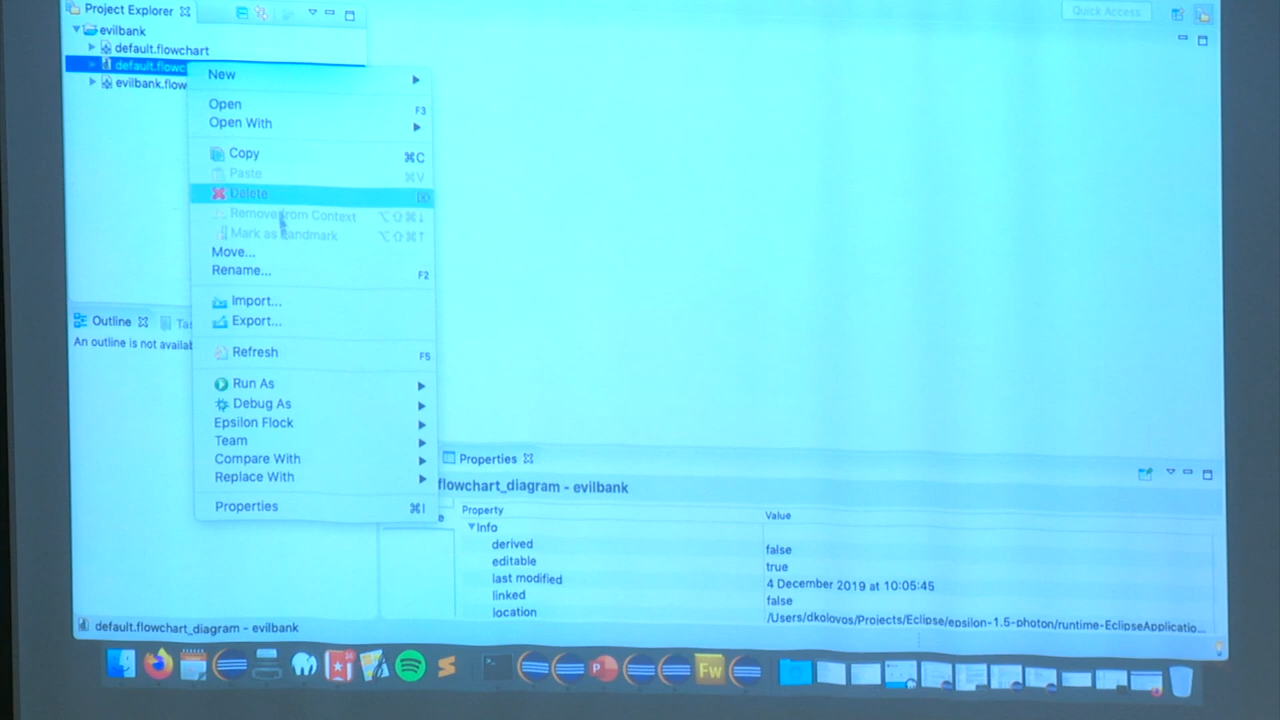 Project Explorer
Quick Access
evilbank
default.flowchart
default.flowc
evilbank.flow
New
Open F3
Open With
Copy ⌘C
Paste ⌘V
Delete
Remove from Context ⌥⇧⌘↓
Mark as Landmark ⌥⇧⌘↑
Move...
Rename... F2
Import...
Export...
Refresh F5
Run As
Debug As
Epsilon Flock
Team
Compare With
Replace With
Properties ⌘I
Outline Ta
An outline is not availab
Properties
flowchart_diagram - evilbank
e
Property Value
Info
derived false
editable true
last modified 4 December 2019 at 10:05:45
linked false
location /Users/dkolovos/Projects/Eclipse/epsilon-1.5-photon/runtime-EclipseApplicatio...
default.flowchart_diagram - evilbank
P
Fw